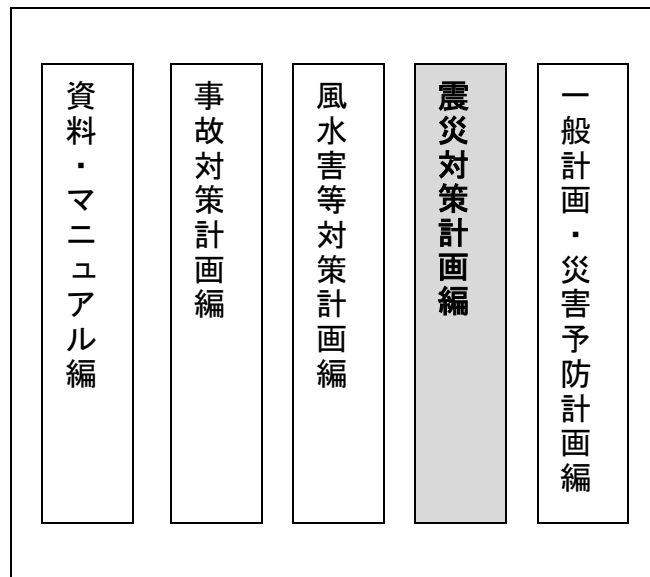 一般計画・災害予防計画編
震災対策計画編
風水害等対策計画編
事故対策計画編
資料・マニュアル編